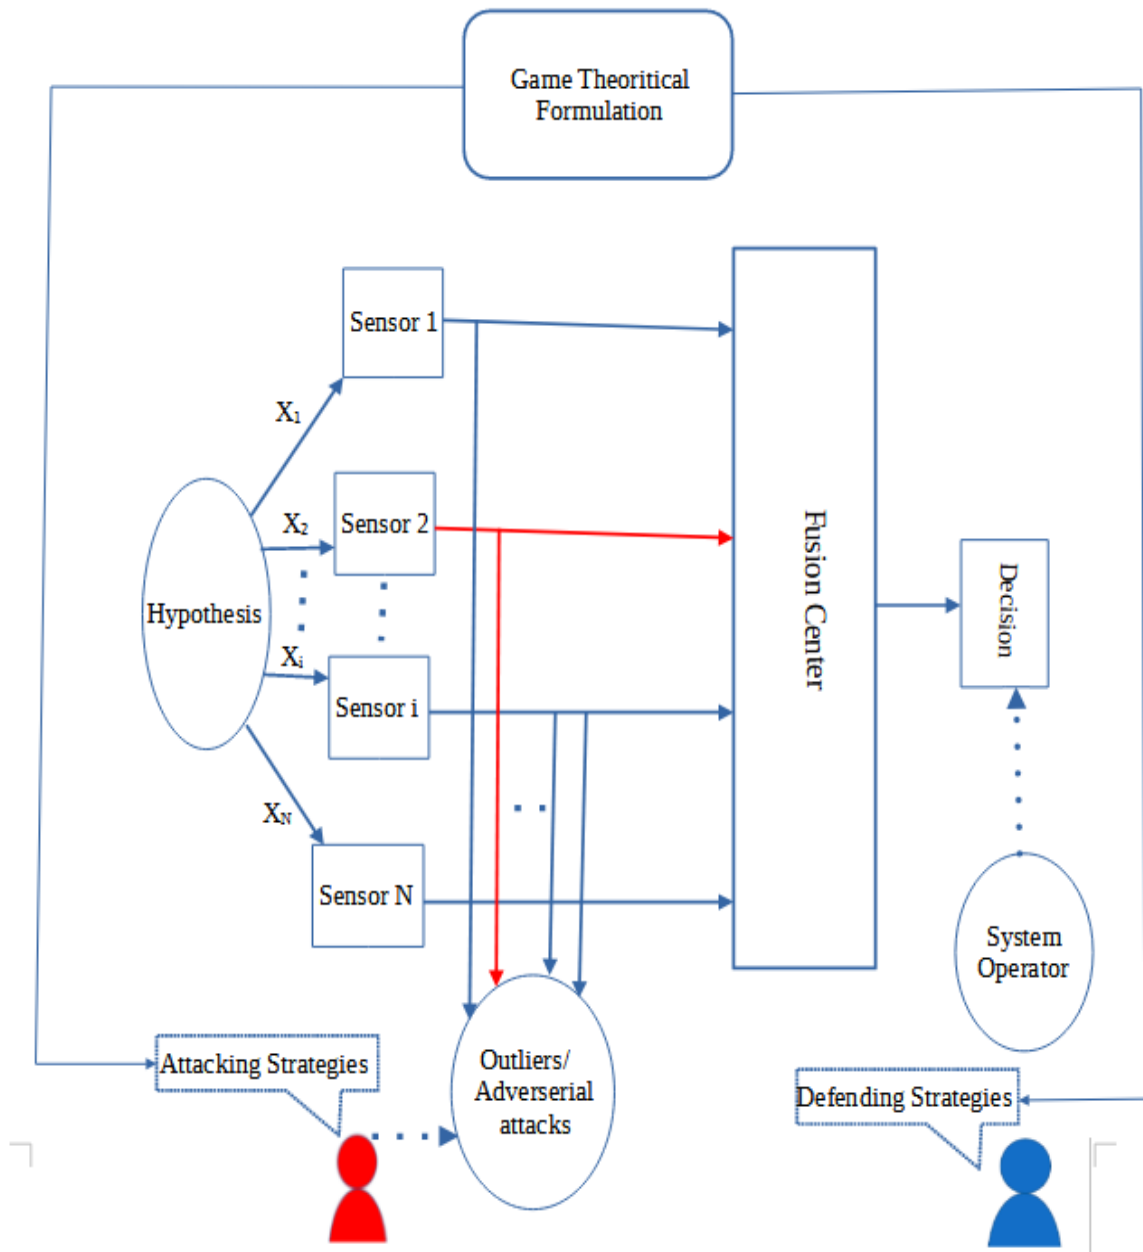 Game Theoritical
Formulation
Sensor 1
X₁
Sensor 2
X₂
Hypothesis
Fusion Center
Decision
Xᵢ
Sensor i
X_N
Sensor N
System
Operator
Attacking Strategies
Outliers/
Adverserial
attacks
Defending Strategies